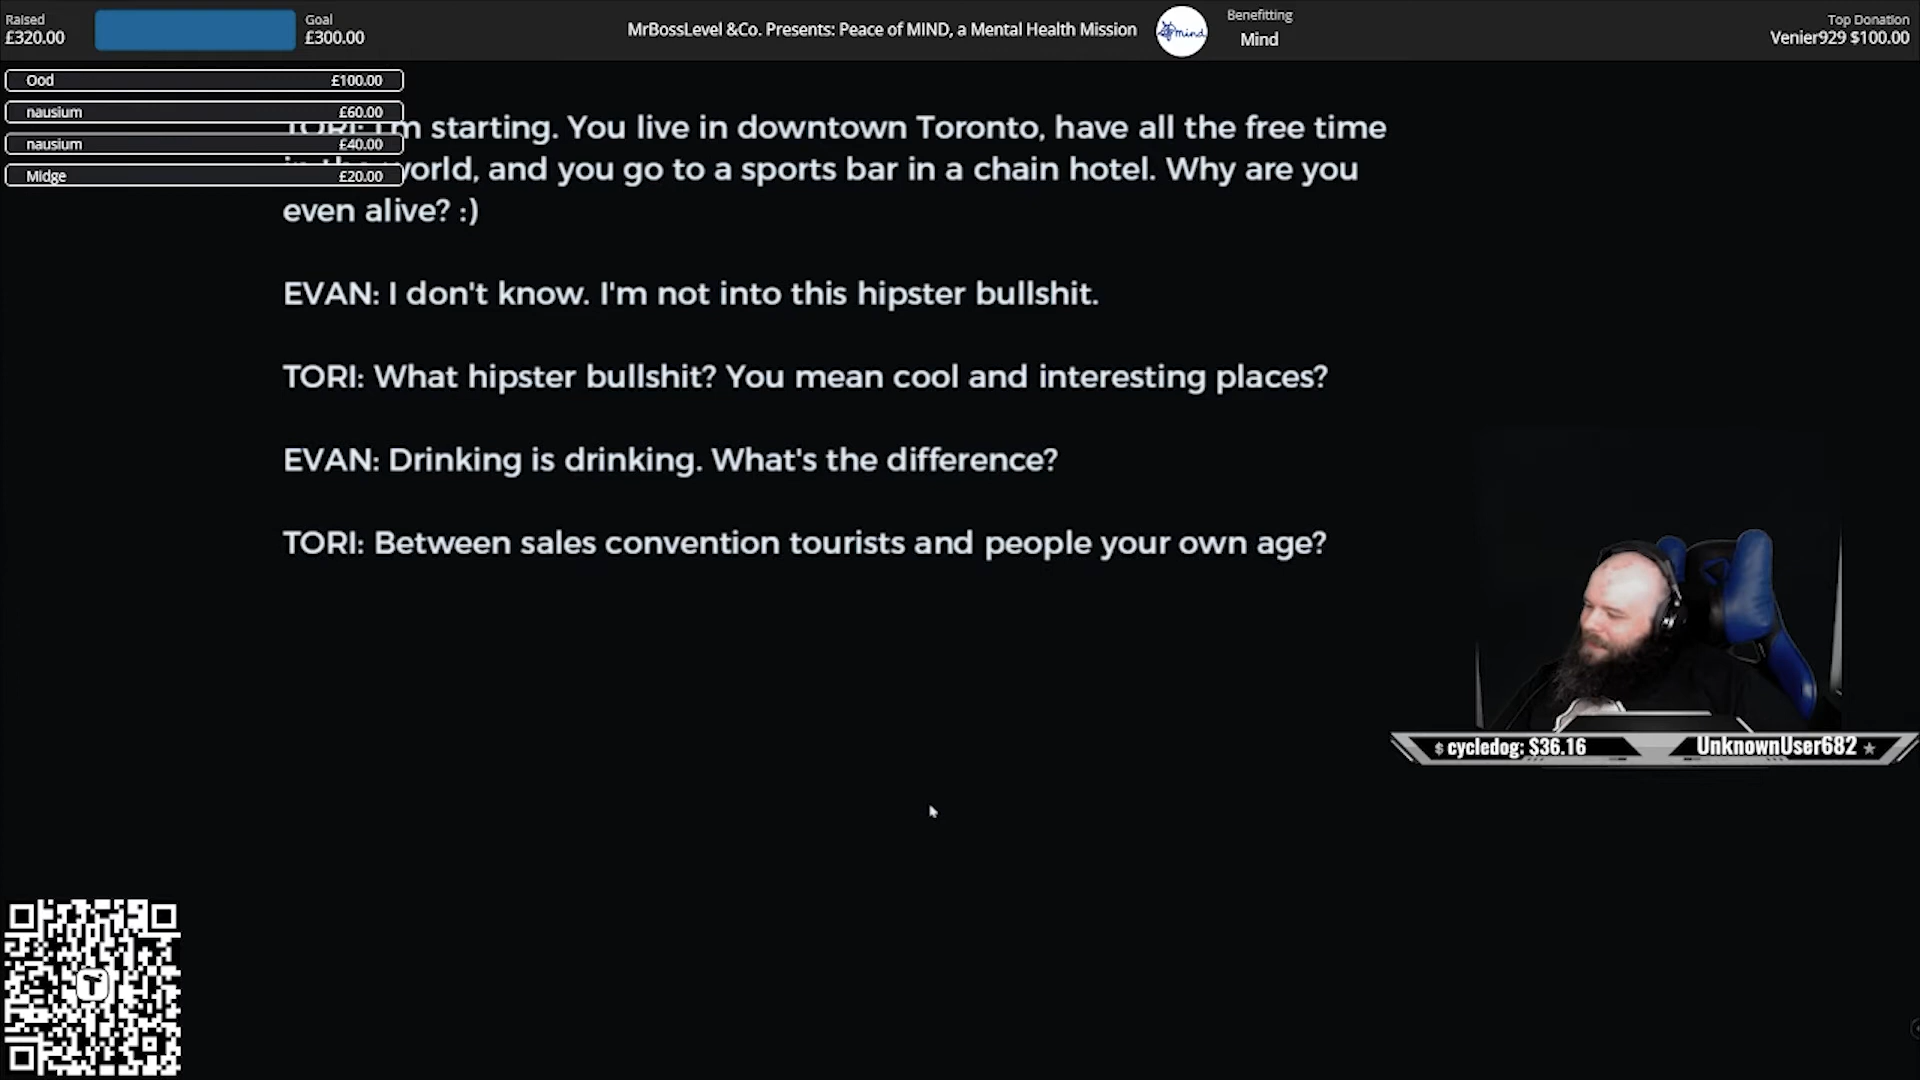 Raised
£320.00
Goal
£300.00
MrBossLevel &Co. Presents: Peace of MIND, a Mental Health Mission
mind
Benefitting
Mind
Top Donation
Venier929 $100.00
Ood £100.00
nausium £60.00
nausium £40.00
Midge £20.00
TORI: I'm starting. You live in downtown Toronto, have all the free time
in the world, and you go to a sports bar in a chain hotel. Why are you
even alive? :)
EVAN: I don't know. I'm not into this hipster bullshit.
TORI: What hipster bullshit? You mean cool and interesting places?
EVAN: Drinking is drinking. What's the difference?
TORI: Between sales convention tourists and people your own age?
$ cycledog: $36.16
UnknownUser682 ★